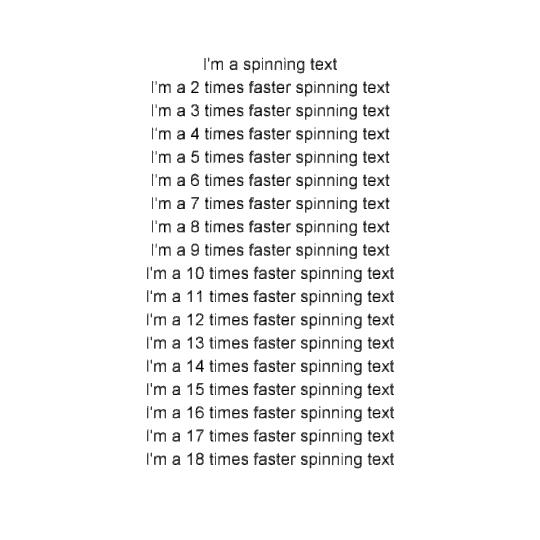 I'm a spinning text
I'm a 2 times faster spinning text
I'm a 3 times faster spinning text
I'm a 4 times faster spinning text
I'm a 5 times faster spinning text
I'm a 6 times faster spinning text
I'm a 7 times faster spinning text
I'm a 8 times faster spinning text
I'm a 9 times faster spinning text
I'm a 10 times faster spinning text
I'm a 11 times faster spinning text
I'm a 12 times faster spinning text
I'm a 13 times faster spinning text
I'm a 14 times faster spinning text
I'm a 15 times faster spinning text
I'm a 16 times faster spinning text
I'm a 17 times faster spinning text
I'm a 18 times faster spinning text